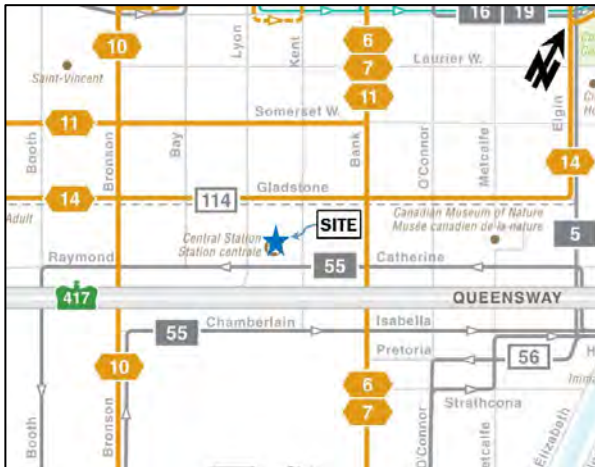 16
19
10
6
Lyon
Kent
Laurier W.
Saint-Vincent
7
11
N
Elgin
Somerset W.
11
Booth
Bronson
Bay
Bank
O'Connor
Metcalfe
14
Gladstone
14
114
Adult
SITE
Canadian Museum of Nature
Musée canadien de la nature
5
Central Station
Station centrale
Raymond
55
Catherine
417
QUEENSWAY
55
Chamberlain
Isabella
Pretoria
56
10
6
7
Strathcona
Booth
Bronson
O'Connor
Metcalfe
Elizabeth